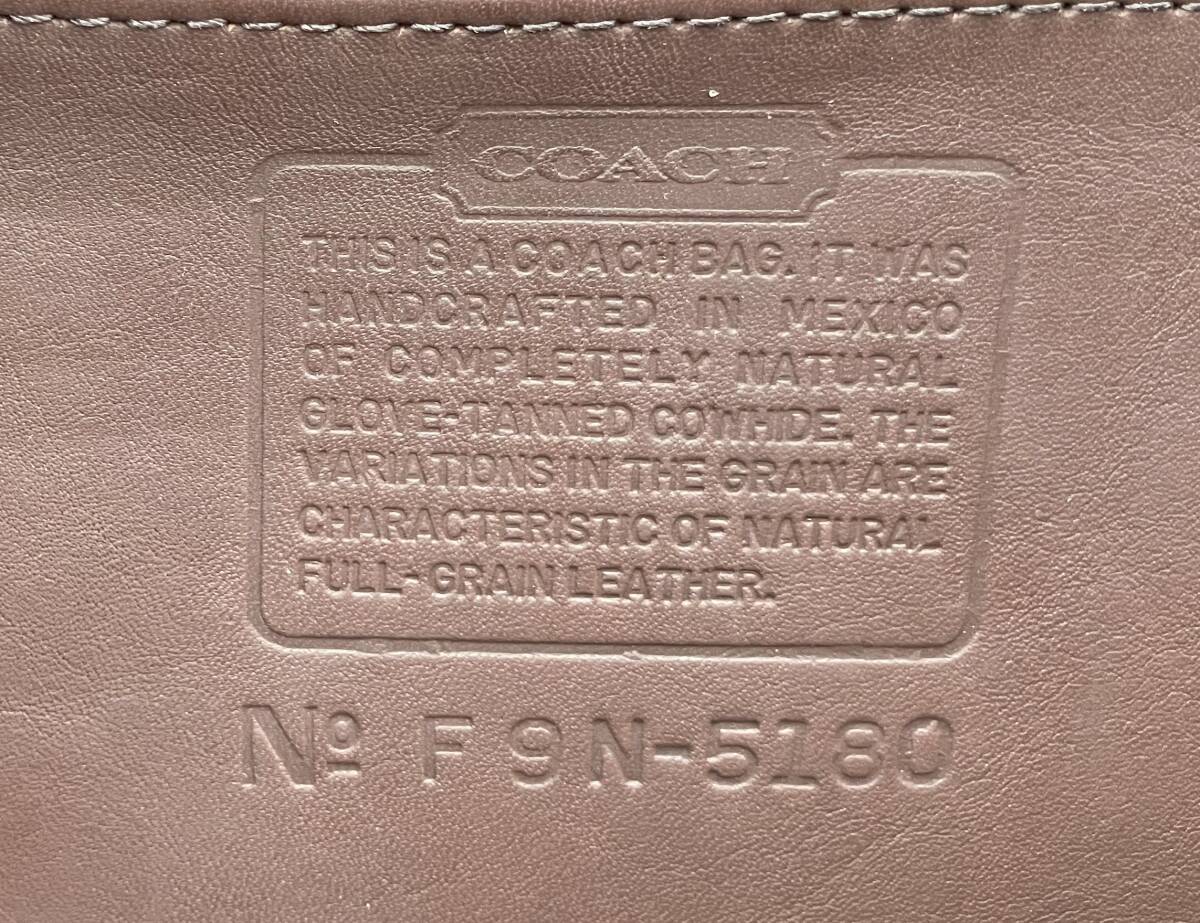 COACH
THIS IS A COACH BAG. IT WAS
HANDCRAFTED IN MEXICO
OF COMPLETELY NATURAL
GLOVE-TANNED COWHIDE. THE
VARIATIONS IN THE GRAIN ARE
CHARACTERISTIC OF NATURAL
FULL-GRAIN LEATHER.
Nº F9N-5180